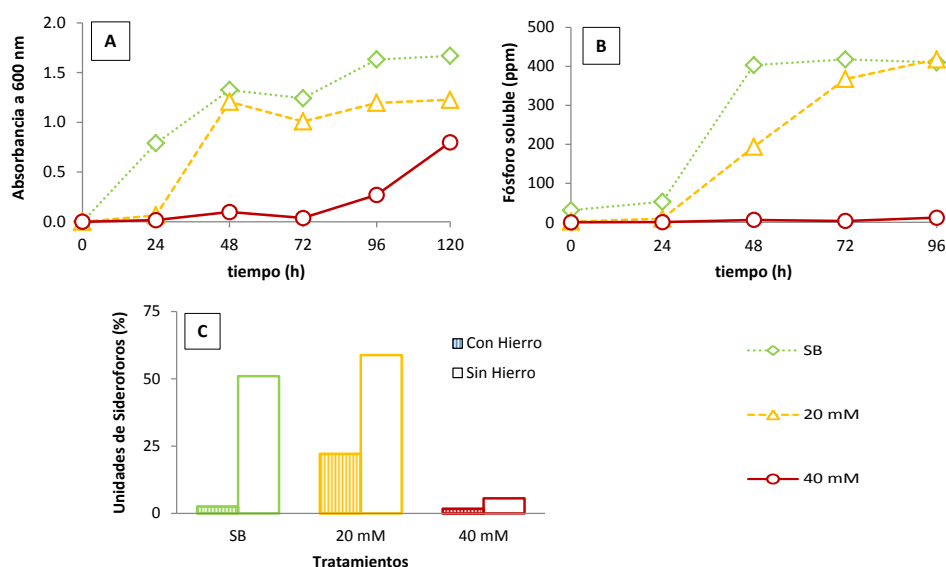 A
Absorbancia a 600 nm
2.0
1.5
1.0
0.5
0.0
0 24 48 72 96 120
tiempo (h)
B
Fósforo soluble (ppm)
500
400
300
200
100
0
0 24 48 72 96
tiempo (h)
C
Unidades de Sideroforos (%)
75
50
25
0
Con Hierro
Sin Hierro
SB 20 mM 40 mM
Tratamientos
SB
20 mM
40 mM